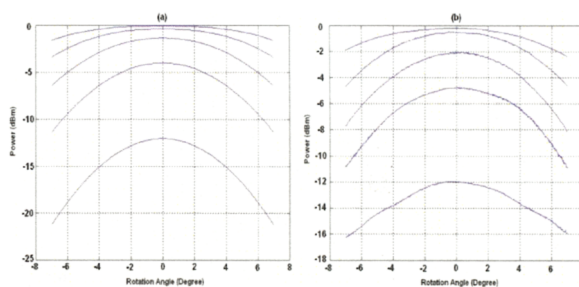 (a)
0
-5
-10
-15
-20
-25
Power (dBm)
-8 -6 -4 -2 0 2 4 6 8
Rotation Angle (Degree)
(b)
0
-2
-4
-6
-8
-10
-12
-14
-16
-18
Power (dBm)
-8 -6 -4 -2 0 2 4 6 8
Rotation Angle (Degree)